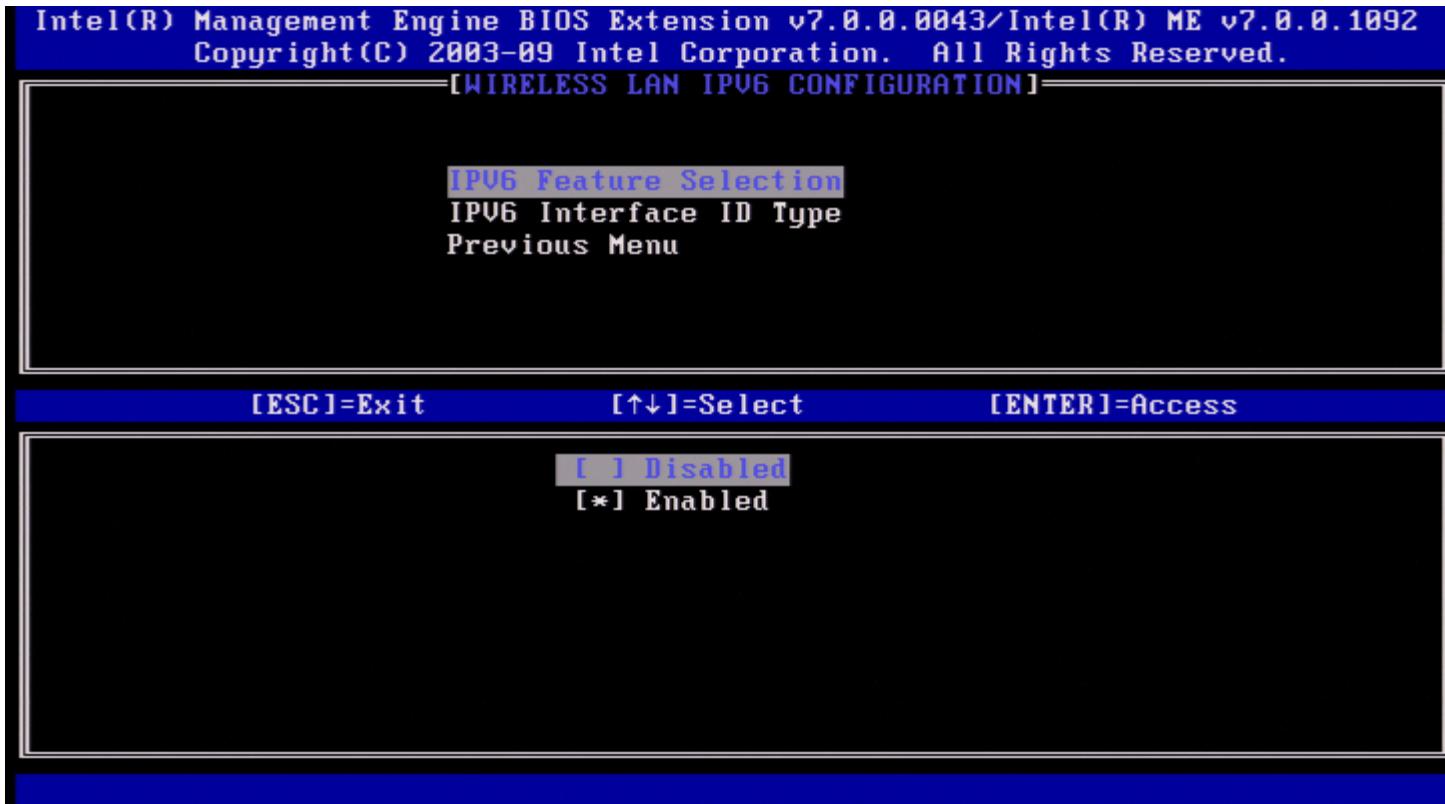 Intel(R) Management Engine BIOS Extension v7.0.0.0043/Intel(R) ME v7.0.0.1092
Copyright(C) 2003-09 Intel Corporation. All Rights Reserved.
[WIRELESS LAN IPV6 CONFIGURATION]
IPV6 Feature Selection
IPV6 Interface ID Type
Previous Menu
[ESC]=Exit [↑↓]=Select [ENTER]=Access
[ ] Disabled
[*] Enabled